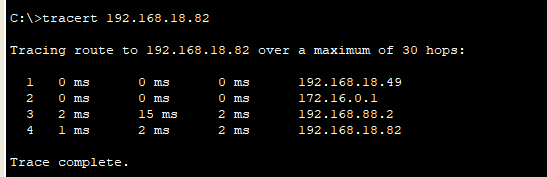 C:\>tracert 192.168.18.82
Tracing route to 192.168.18.82 over a maximum of 30 hops:
1 0 ms 0 ms 0 ms 192.168.18.49
2 0 ms 0 ms 0 ms 172.16.0.1
3 2 ms 15 ms 2 ms 192.168.88.2
4 1 ms 2 ms 2 ms 192.168.18.82
Trace complete.